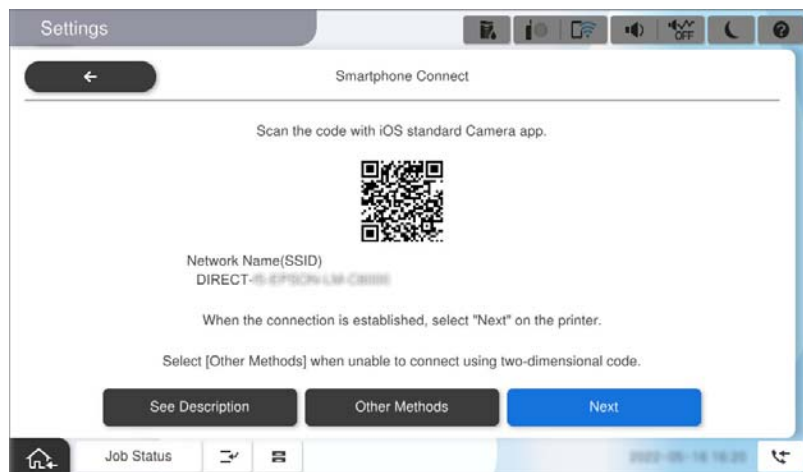 Settings
OFF
Smartphone Connect
Scan the code with iOS standard Camera app.
Network Name(SSID)
DIRECT-
When the connection is established, select "Next" on the printer.
Select [Other Methods] when unable to connect using two-dimensional code.
See Description
Other Methods
Next
Job Status